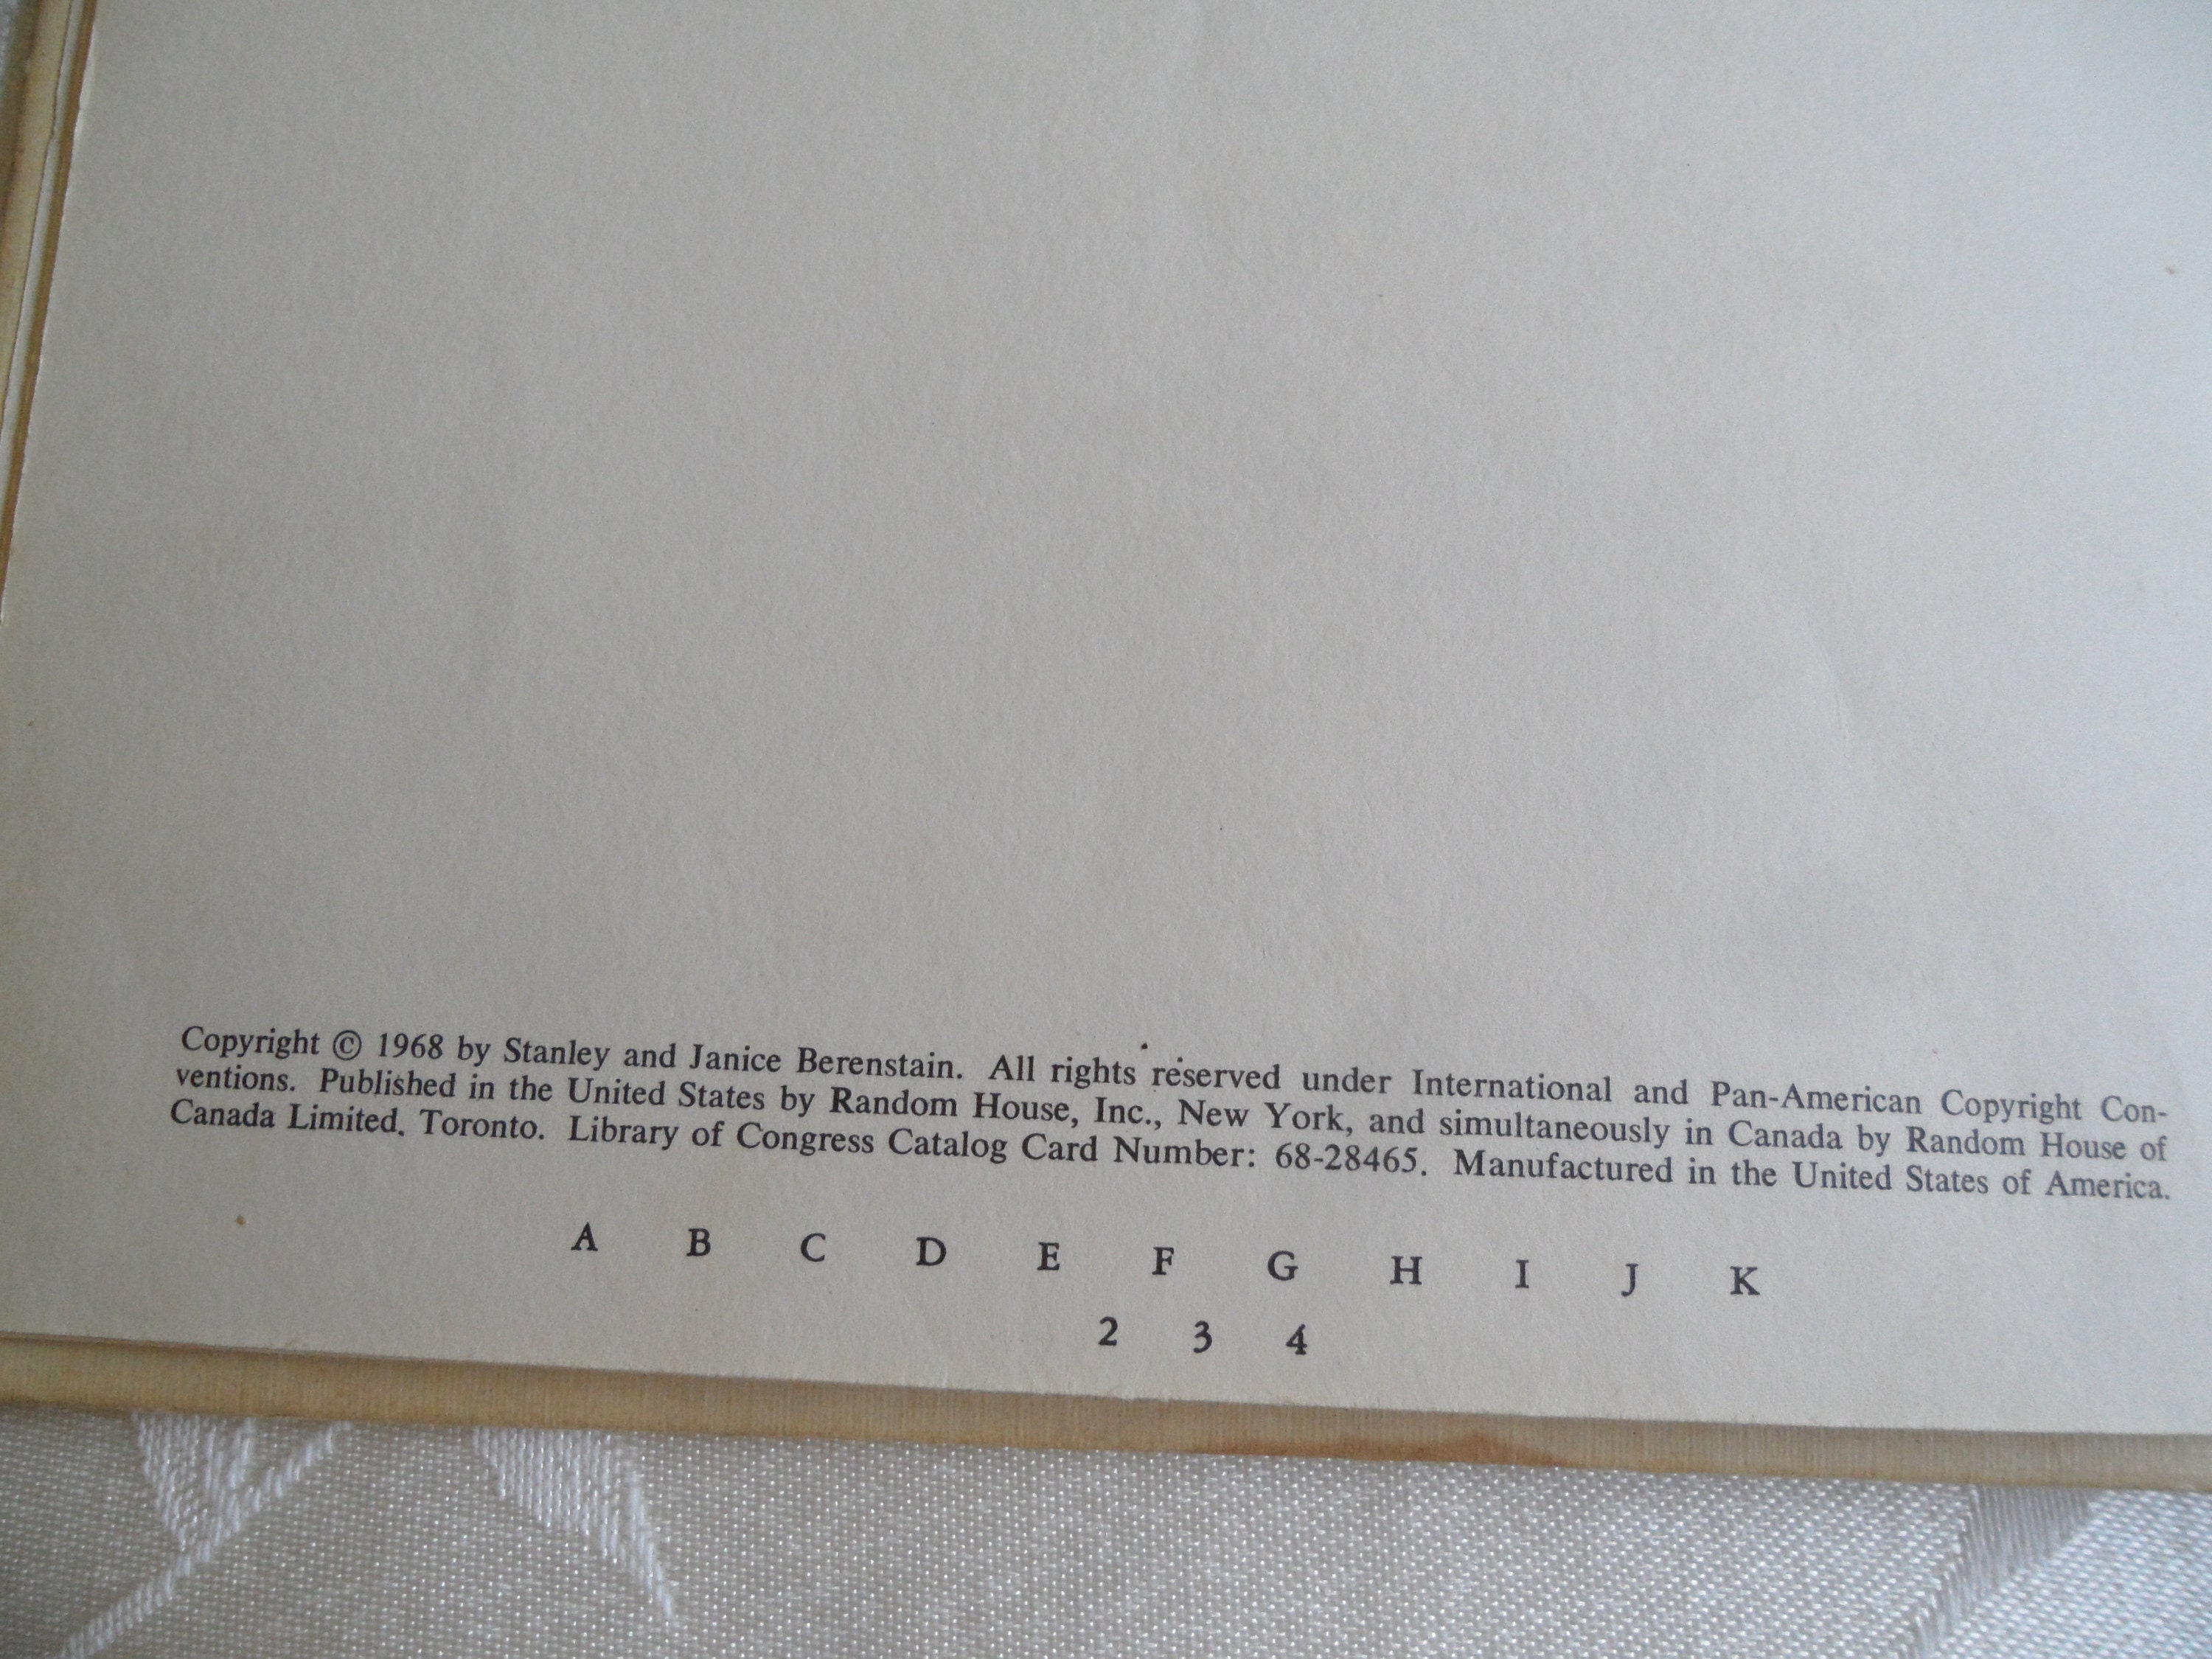 Copyright © 1968 by Stanley and Janice Berenstain. All rights reserved under International and Pan-American Copyright Con-
ventions. Published in the United States by Random House, Inc., New York, and simultaneously in Canada by Random House of
Canada Limited. Toronto. Library of Congress Catalog Card Number: 68-28465. Manufactured in the United States of America.
A B C D E F G H I J K
2 3 4